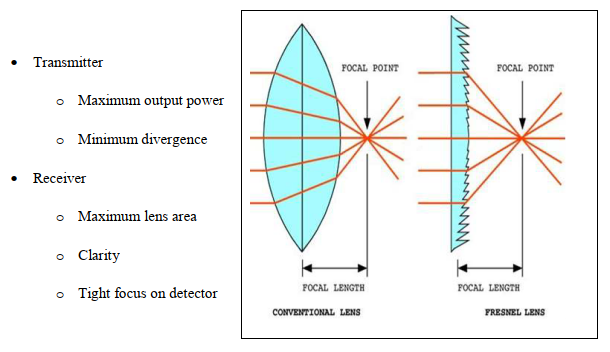 Transmitter
Maximum output power
Minimum divergence
Receiver
Maximum lens area
Clarity
Tight focus on detector
FOCAL POINT
FOCAL POINT
FOCAL LENGTH
FOCAL LENGTH
CONVENTIONAL LENS
FRESNEL LENS